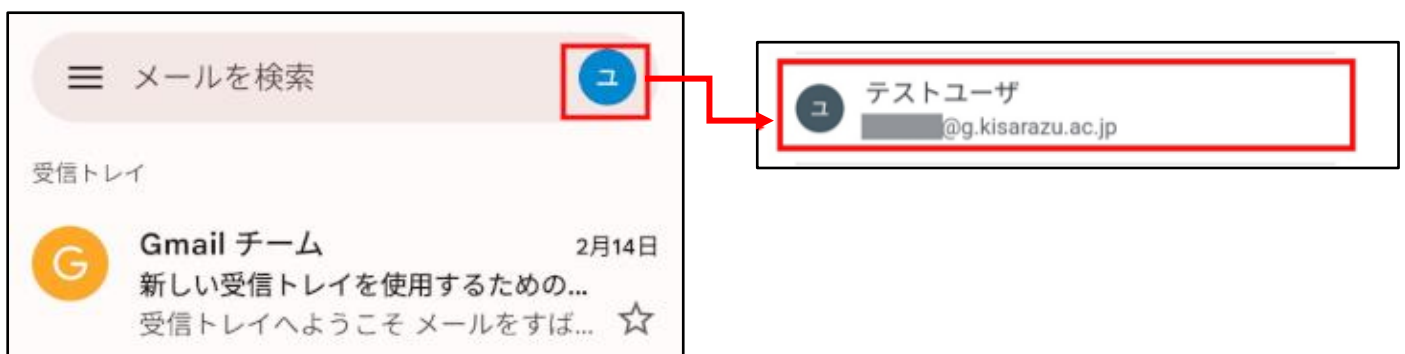 メールを検索
ユ
受信トレイ
G
Gmail チーム
2月14日
新しい受信トレイを使用するための...
受信トレイへようこそ メールをすば...
ユ
テストユーザ
@g.kisarazu.ac.jp